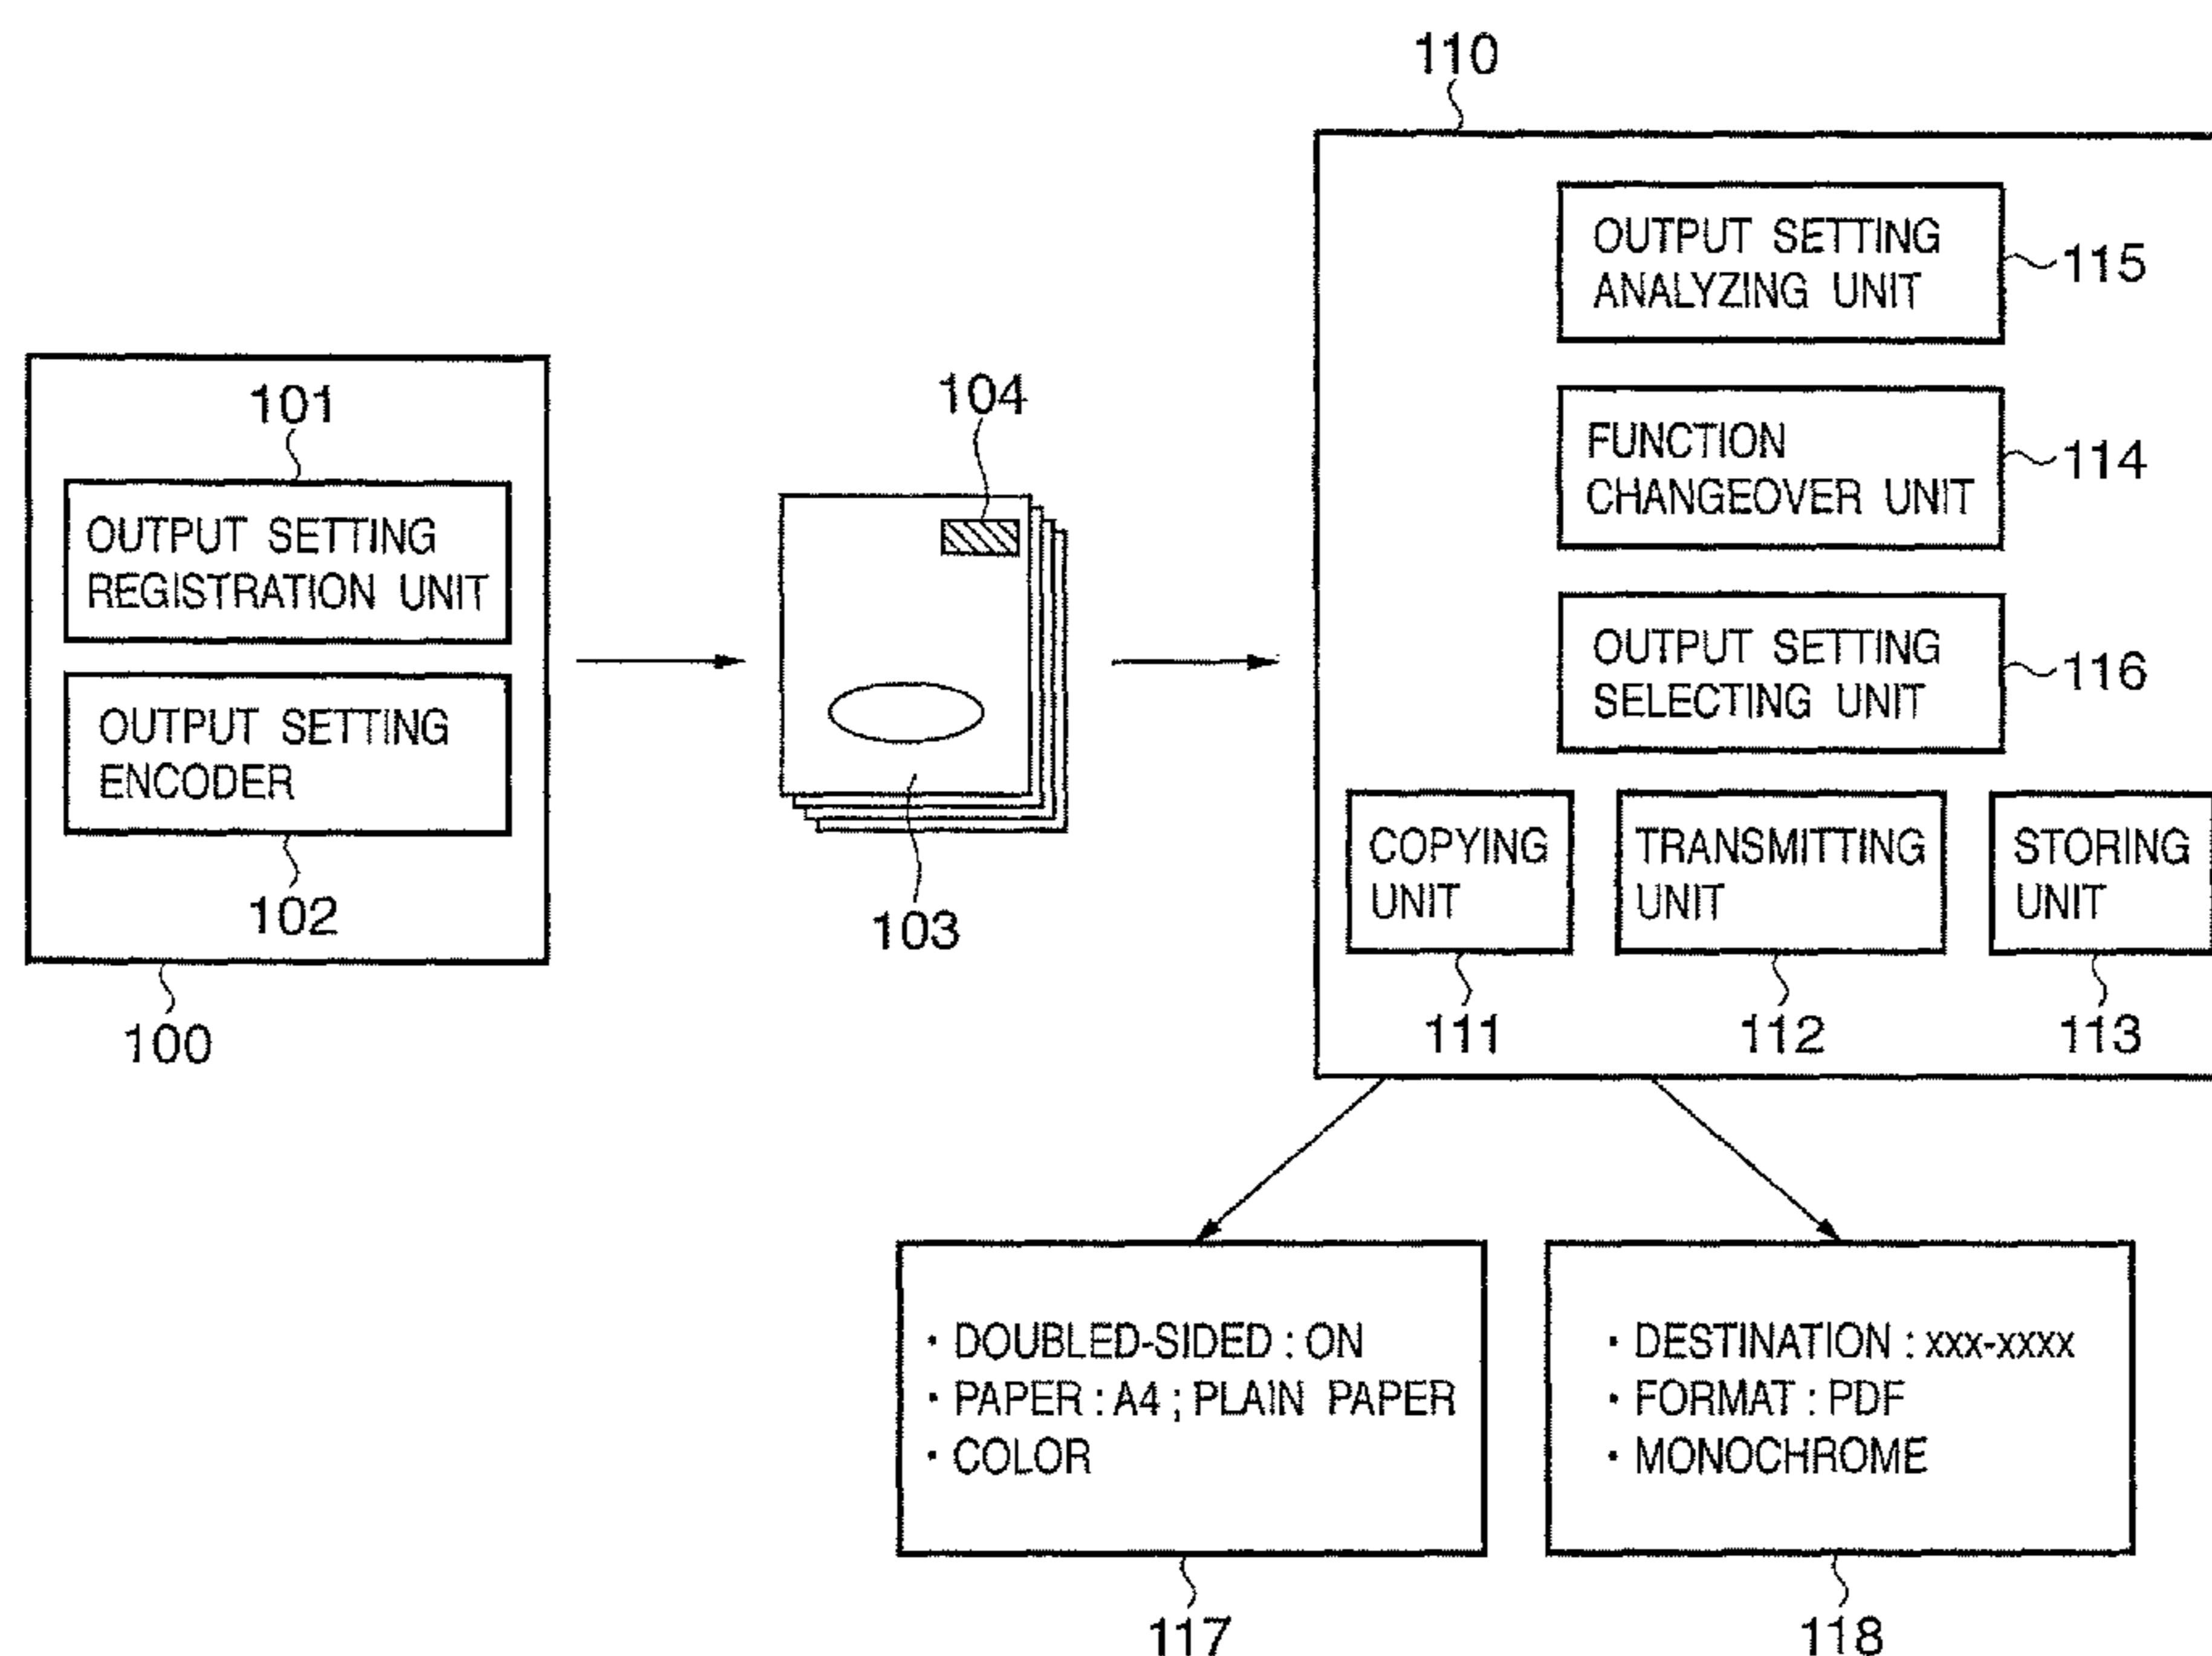 110
OUTPUT SETTING
ANALYZING UNIT
115
101
104
FUNCTION
CHANGEOVER UNIT
114
OUTPUT SETTING
REGISTRATION UNIT
OUTPUT SETTING
SELECTING UNIT
116
OUTPUT SETTING
ENCODER
COPYING
UNIT
TRANSMITTING
UNIT
STORING
UNIT
102
103
100
111
112
113
· DOUBLED-SIDED : ON
· PAPER : A4 ; PLAIN PAPER
· COLOR
· DESTINATION : xxx-xxxx
· FORMAT : PDF
· MONOCHROME
117
118